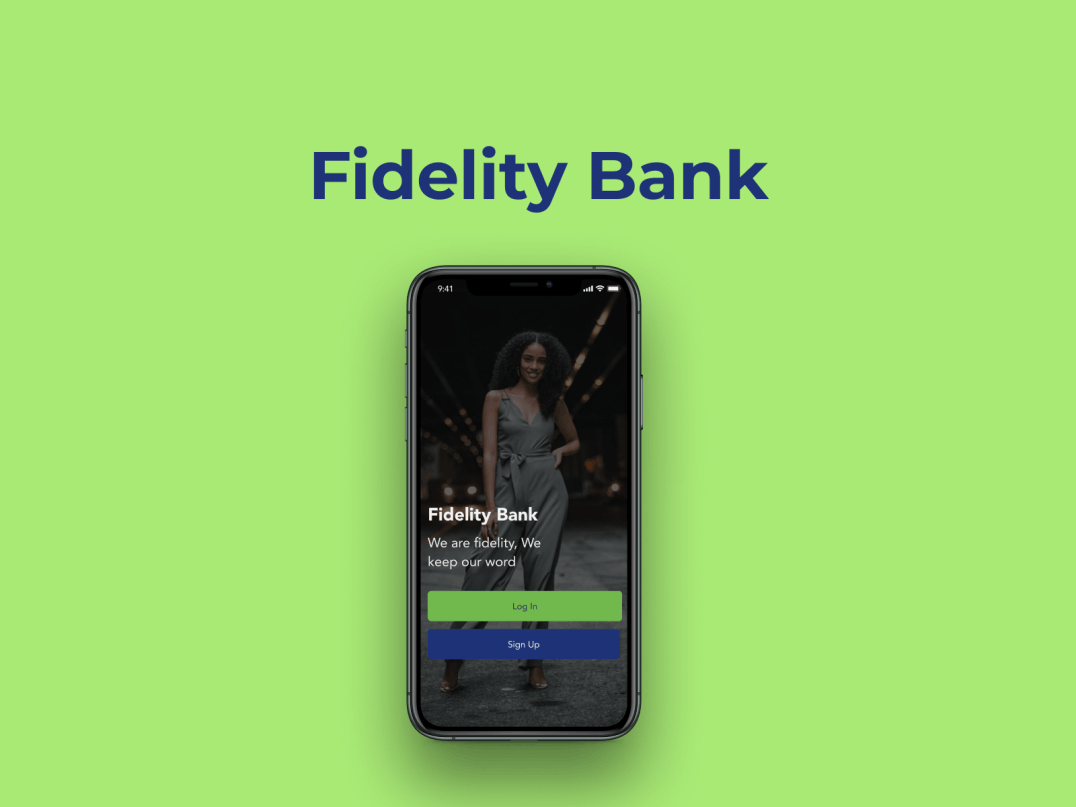 Fidelity Bank
9:41
Fidelity Bank
We are fidelity, We
keep our word
Log In
Sign Up